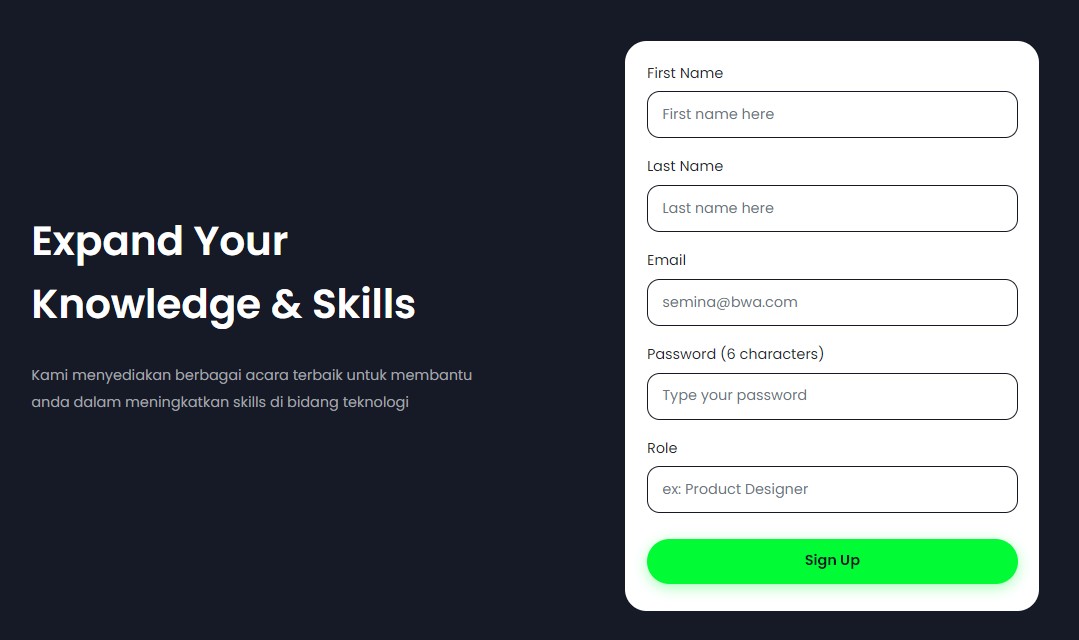 Expand Your
Knowledge & Skills
Kami menyediakan berbagai acara terbaik untuk membantu
anda dalam meningkatkan skills di bidang teknologi
First Name
First name here
Last Name
Last name here
Email
semina@bwa.com
Password (6 characters)
Type your password
Role
ex: Product Designer
Sign Up